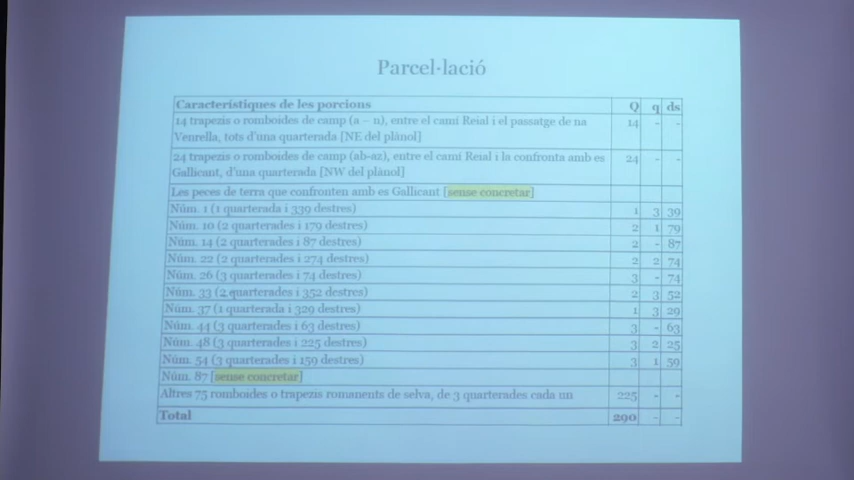 Parcel·lació
Característiques de les porcions Q q ds
14 trapezis o romboides de camp (a – n), entre el camí Reial i el passatge de na
Venrella, tots d'una quarterada [NE del plànol] 14 - -
24 trapezis o romboides de camp (ab-az), entre el camí Reial i la confronta amb es
Gallicant, d'una quarterada [NW del plànol] 24 - -
Les peces de terra que confronten amb es Gallicant [sense concretar]
Núm. 1 (1 quarterada i 339 destres) 1 3 39
Núm. 10 (2 quarterades i 179 destres) 2 1 79
Núm. 14 (2 quarterades i 87 destres) 2 - 87
Núm. 22 (2 quarterades i 274 destres) 2 2 74
Núm. 26 (3 quarterades i 74 destres) 3 - 74
Núm. 33 (2 quarterades i 352 destres) 2 3 52
Núm. 37 (1 quarterada i 329 destres) 1 3 29
Núm. 44 (3 quarterades i 63 destres) 3 - 63
Núm. 48 (3 quarterades i 225 destres) 3 2 25
Núm. 54 (3 quarterades i 159 destres) 3 1 59
Núm. 87 [sense concretar]
Altres 75 romboides o trapezis romanents de selva, de 3 quarterades cada un 225 - -
Total 290 - -